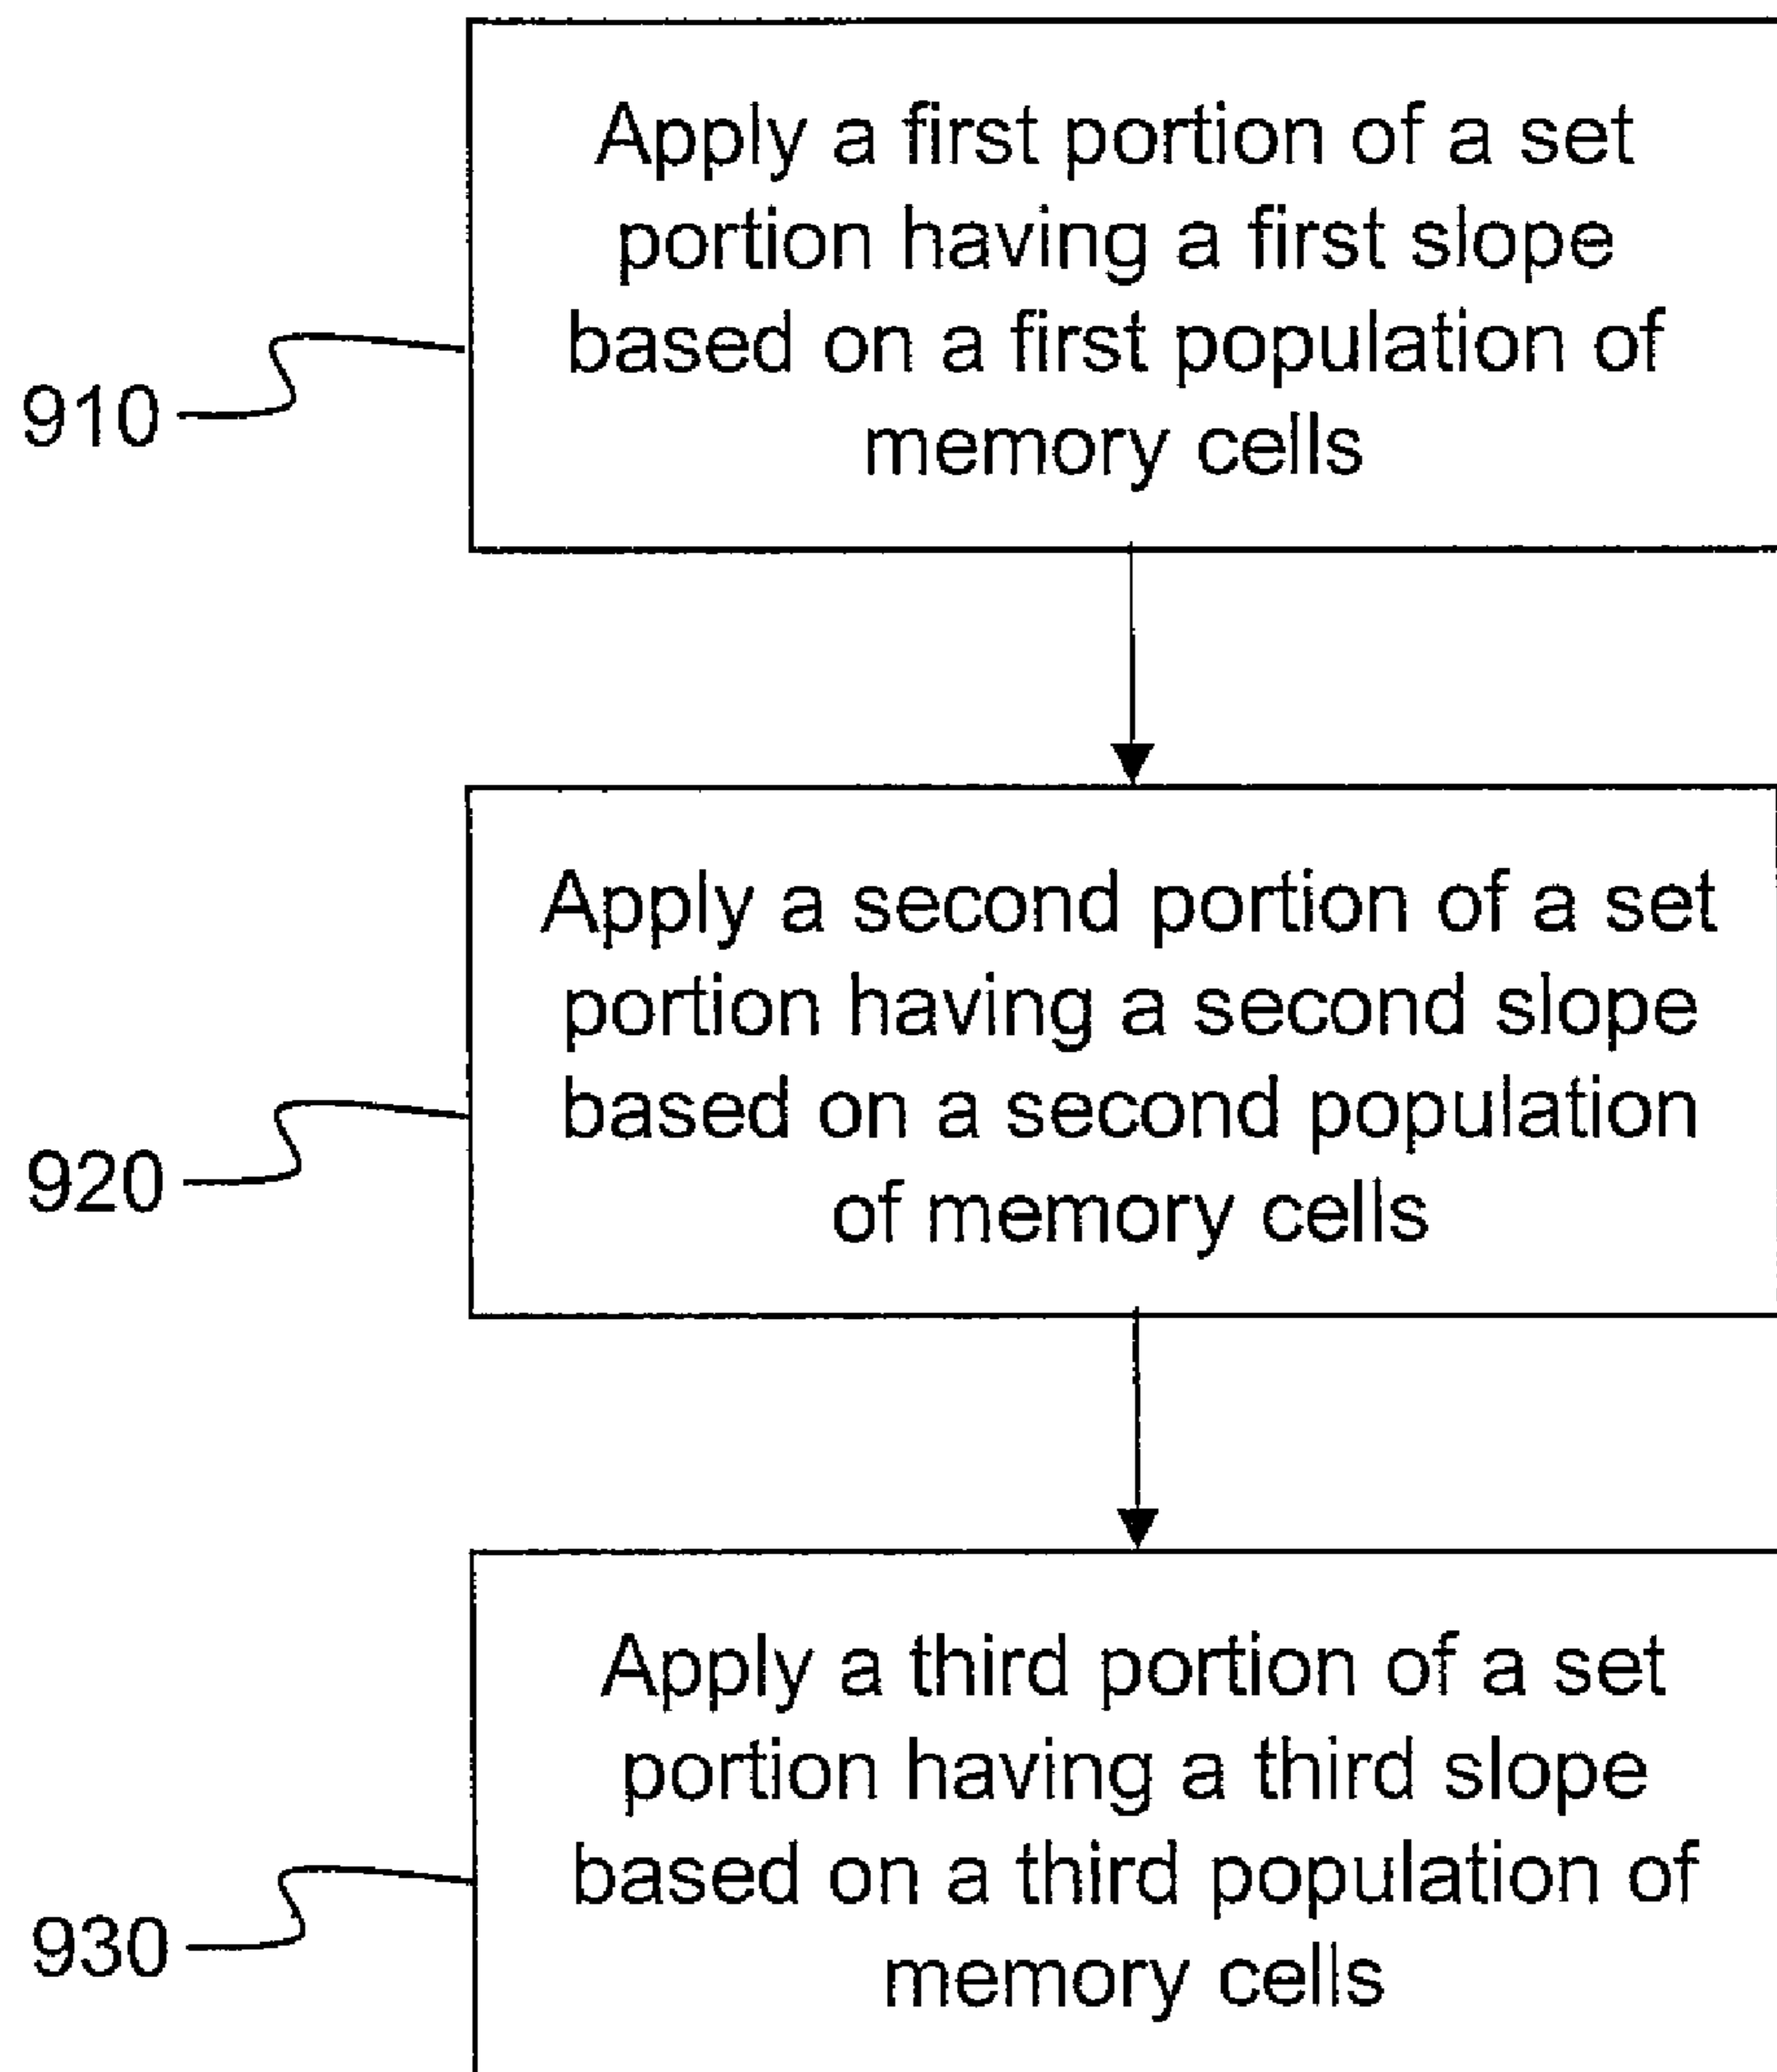 Apply a first portion of a set
portion having a first slope
based on a first population of
memory cells
910
Apply a second portion of a set
portion having a second slope
based on a second population
of memory cells
920
Apply a third portion of a set
portion having a third slope
based on a third population of
memory cells
930